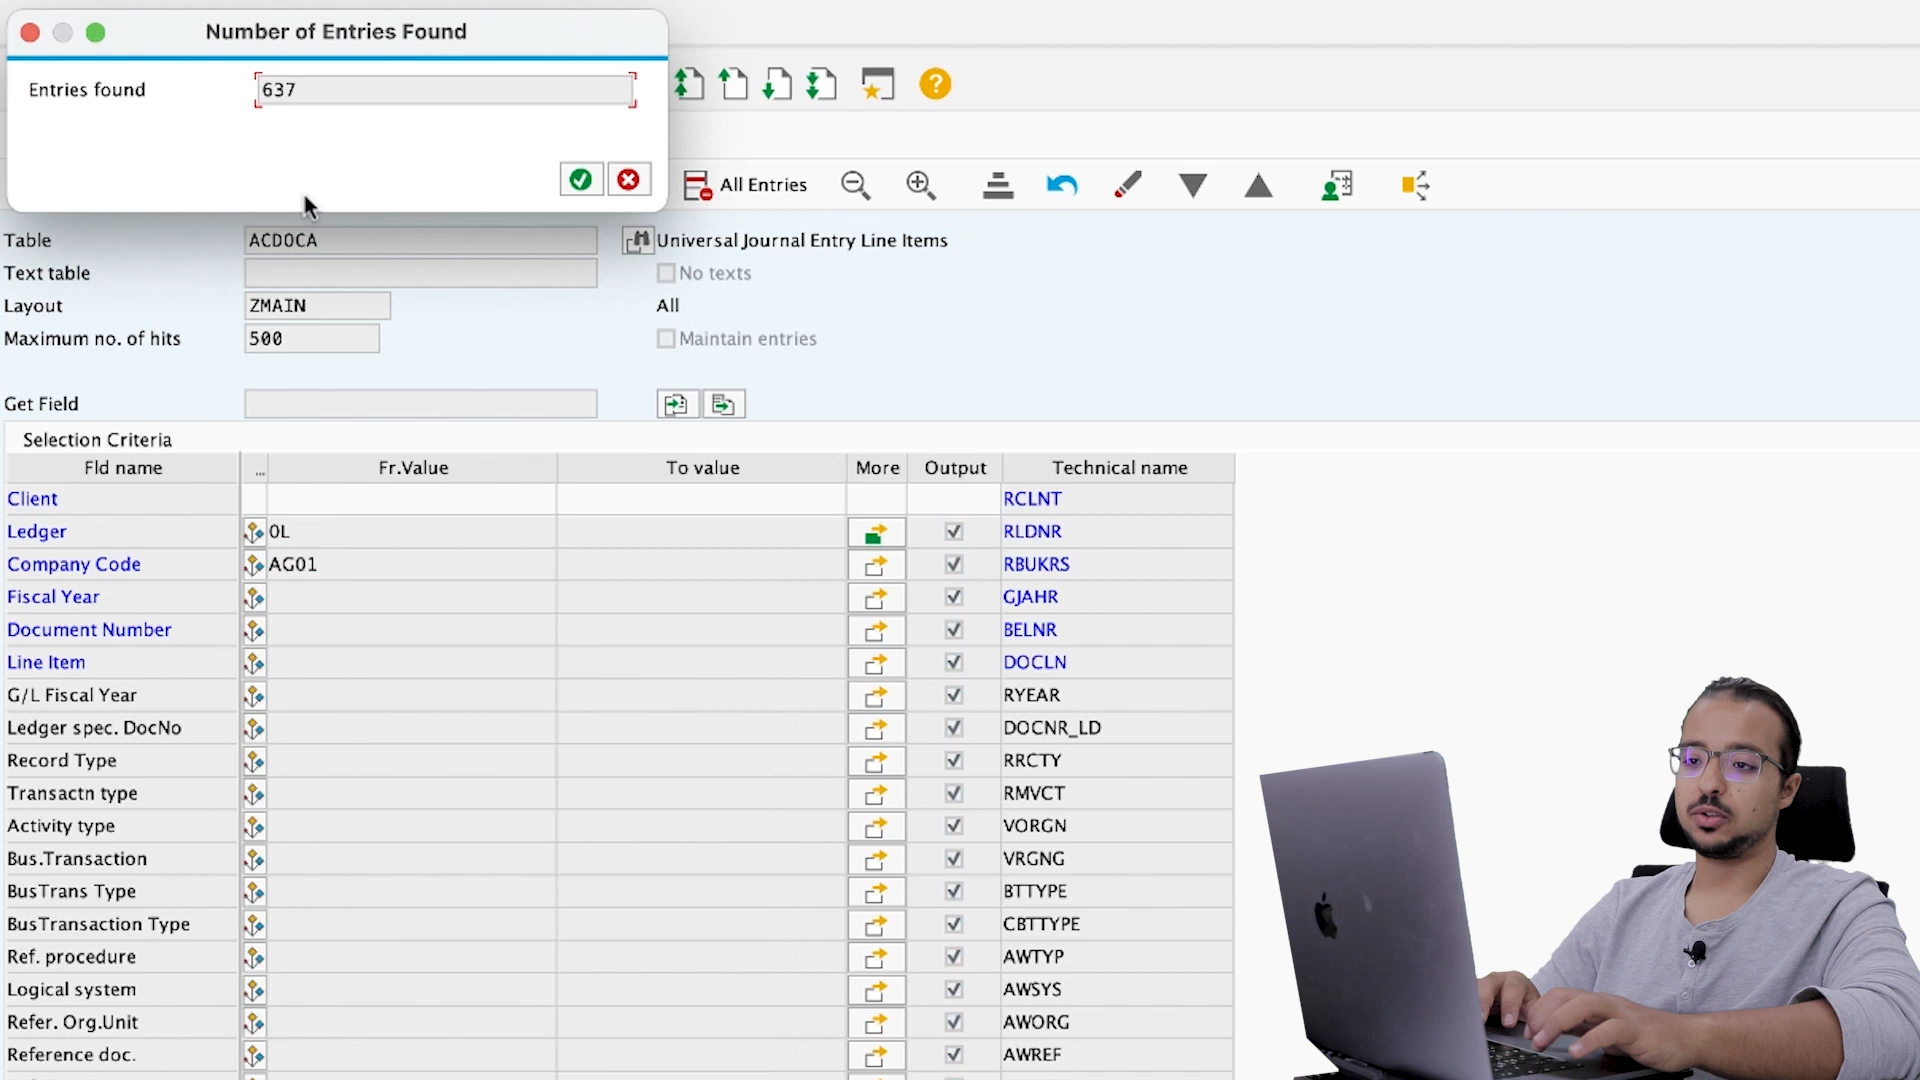 Number of Entries Found
Entries found 637
All Entries
Table ACDOCA Universal Journal Entry Line Items
Text table No texts
Layout ZMAIN All
Maximum no. of hits 500 Maintain entries
Get Field
Selection Criteria
Fld name ... Fr.Value To value More Output Technical name
Client RCLNT
Ledger 0L RLDNR
Company Code AG01 RBUKRS
Fiscal Year GJAHR
Document Number BELNR
Line Item DOCLN
G/L Fiscal Year RYEAR
Ledger spec. DocNo DOCNR_LD
Record Type RRCTY
Transactn type RMVCT
Activity type VORGN
Bus.Transaction VRGNG
BusTrans Type BTTYPE
BusTransaction Type CBTTYPE
Ref. procedure AWTYP
Logical system AWSYS
Refer. Org.Unit AWORG
Reference doc. AWREF